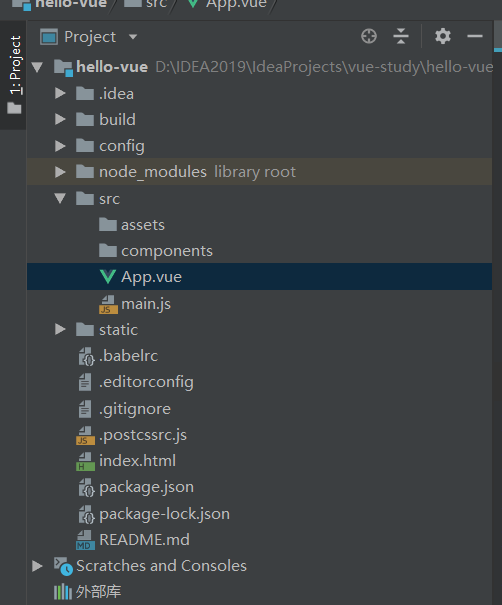 hello-vue src App.vue
1: Project
Project
hello-vue D:\IDEA2019\IdeaProjects\vue-study\hello-vue
.idea
build
config
node_modules library root
src
assets
components
App.vue
main.js
static
.babelrc
.editorconfig
.gitignore
.postcssrc.js
index.html
package.json
package-lock.json
README.md
Scratches and Consoles
外部库